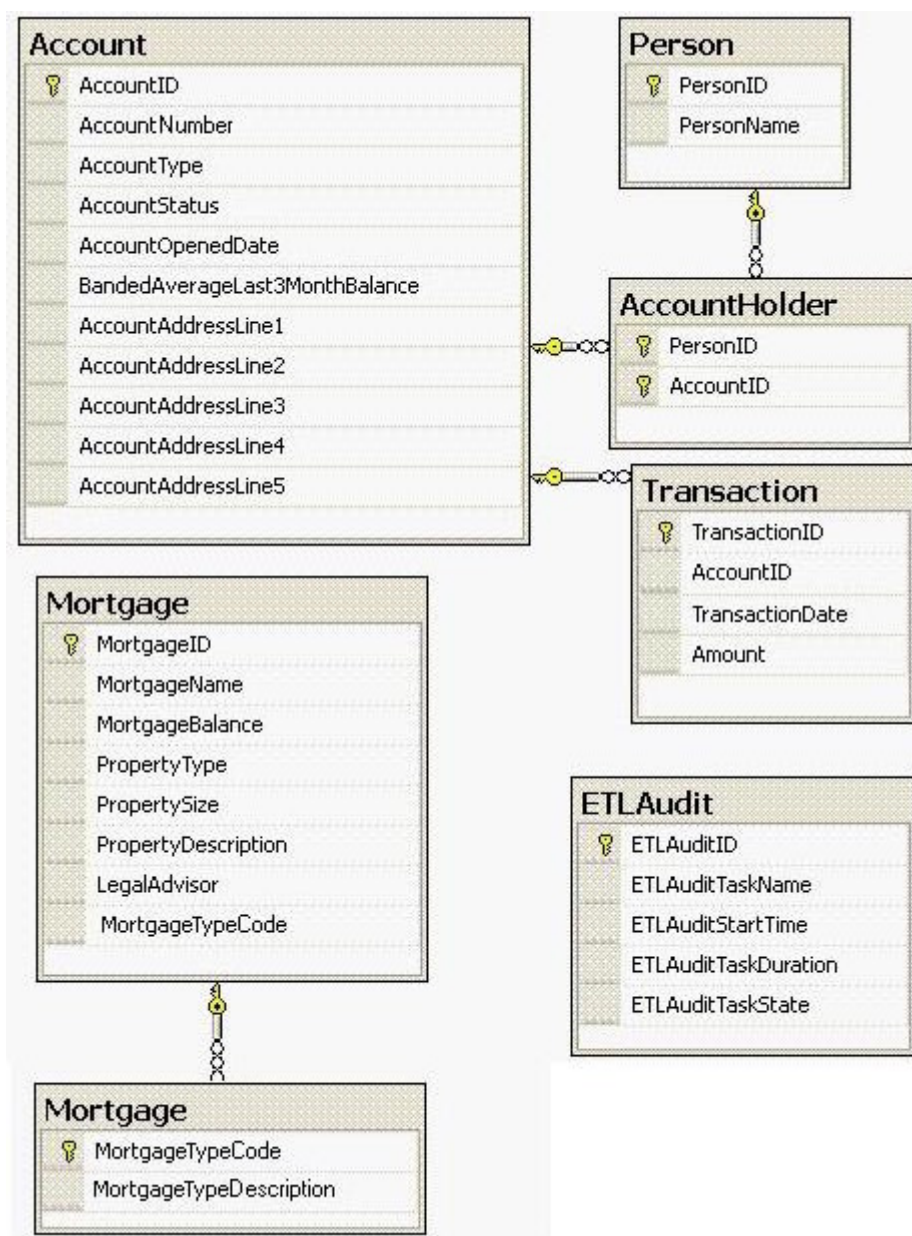 Account
AccountID
AccountNumber
AccountType
AccountStatus
AccountOpenedDate
BandedAverageLast3MonthBalance
AccountAddressLine1
AccountAddressLine2
AccountAddressLine3
AccountAddressLine4
AccountAddressLine5
Person
PersonID
PersonName
AccountHolder
PersonID
AccountID
Transaction
TransactionID
AccountID
TransactionDate
Amount
Mortgage
MortgageID
MortgageName
MortgageBalance
PropertyType
PropertySize
PropertyDescription
LegalAdvisor
MortgageTypeCode
ETLAudit
ETLAuditID
ETLAuditTaskName
ETLAuditStartTime
ETLAuditTaskDuration
ETLAuditTaskState
Mortgage
MortgageTypeCode
MortgageTypeDescription